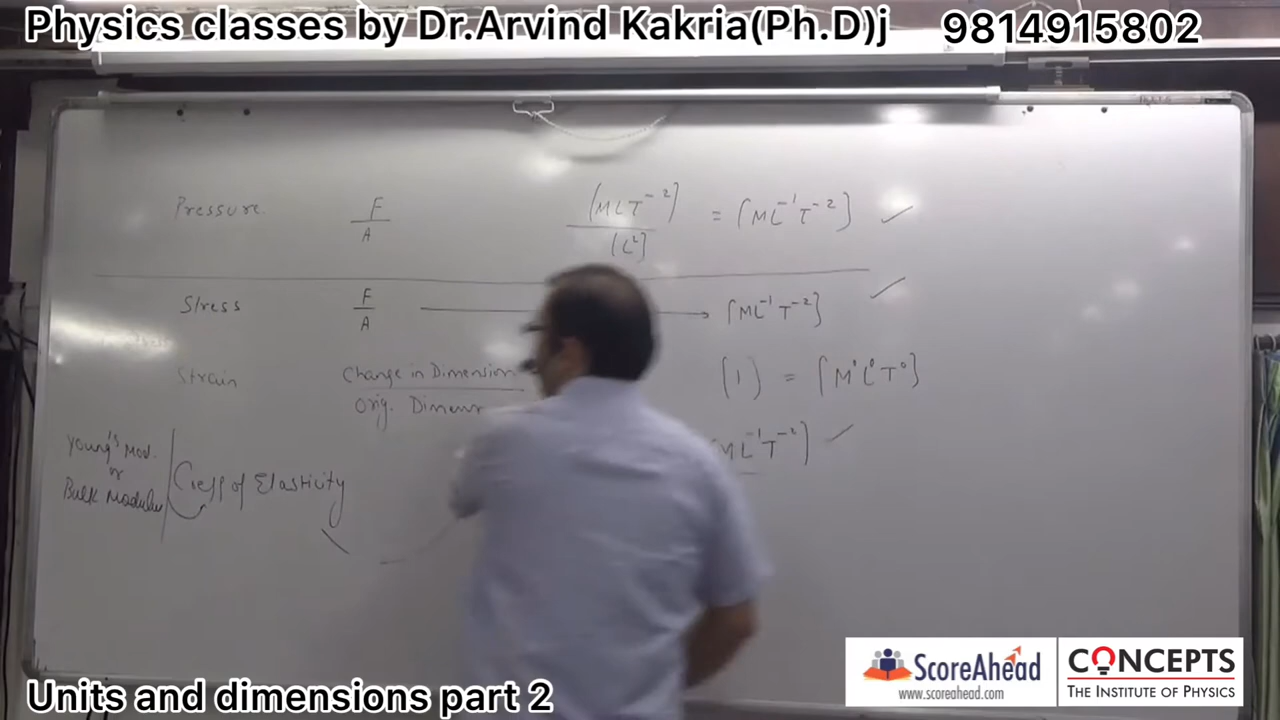 Physics classes by Dr.Arvind Kakria(Ph.D)j 9814915802
Pressure F/A (MLT⁻²)/[L²] = [ML⁻¹T⁻²] ✓
Stress F/A → [ML⁻¹T⁻²] ✓
Strain Change in Dimension / Orig. Dimen (1) = [M⁰L⁰T⁰]
ML⁻¹T⁻²] ✓
Young's Mod.
or
Bulk Modulus
Coeff of Elasticity
ScoreAhead
www.scoreahead.com
CONCEPTS
THE INSTITUTE OF PHYSICS
Units and dimensions part 2